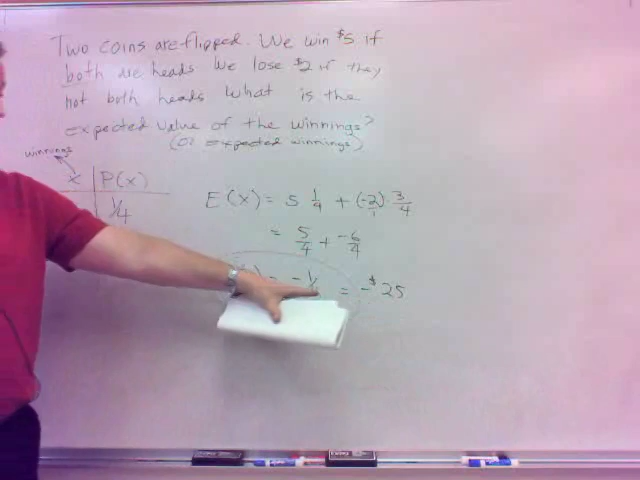 Two coins are flipped. We win $5 if
both are heads We lose $2 if they
not both heads What is the
expected value of the winnings?
(or expected winnings)
winnings
x P(x)
1/4
E(x) = 5 1/4 + (-2)/1 · 3/4
= 5/4 + -6/4
= -1/ = -$ 25